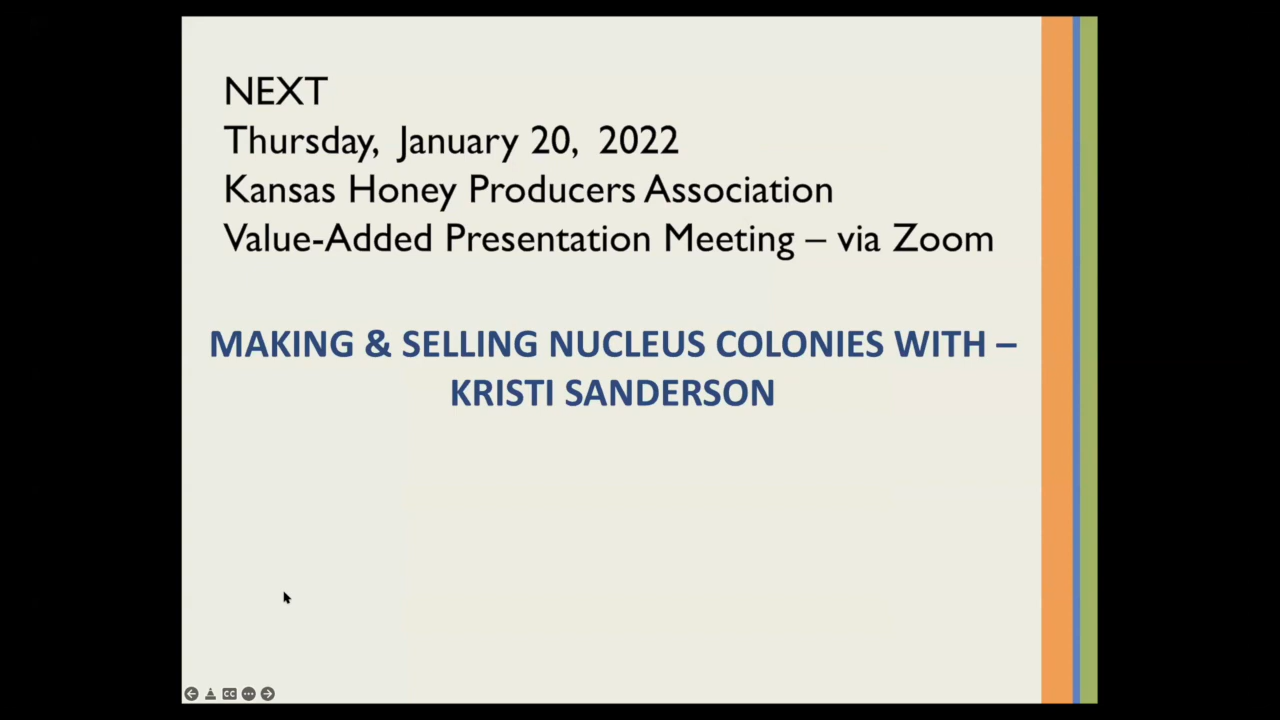 NEXT
Thursday, January 20, 2022
Kansas Honey Producers Association
Value-Added Presentation Meeting – via Zoom
MAKING & SELLING NUCLEUS COLONIES WITH –
KRISTI SANDERSON
CC